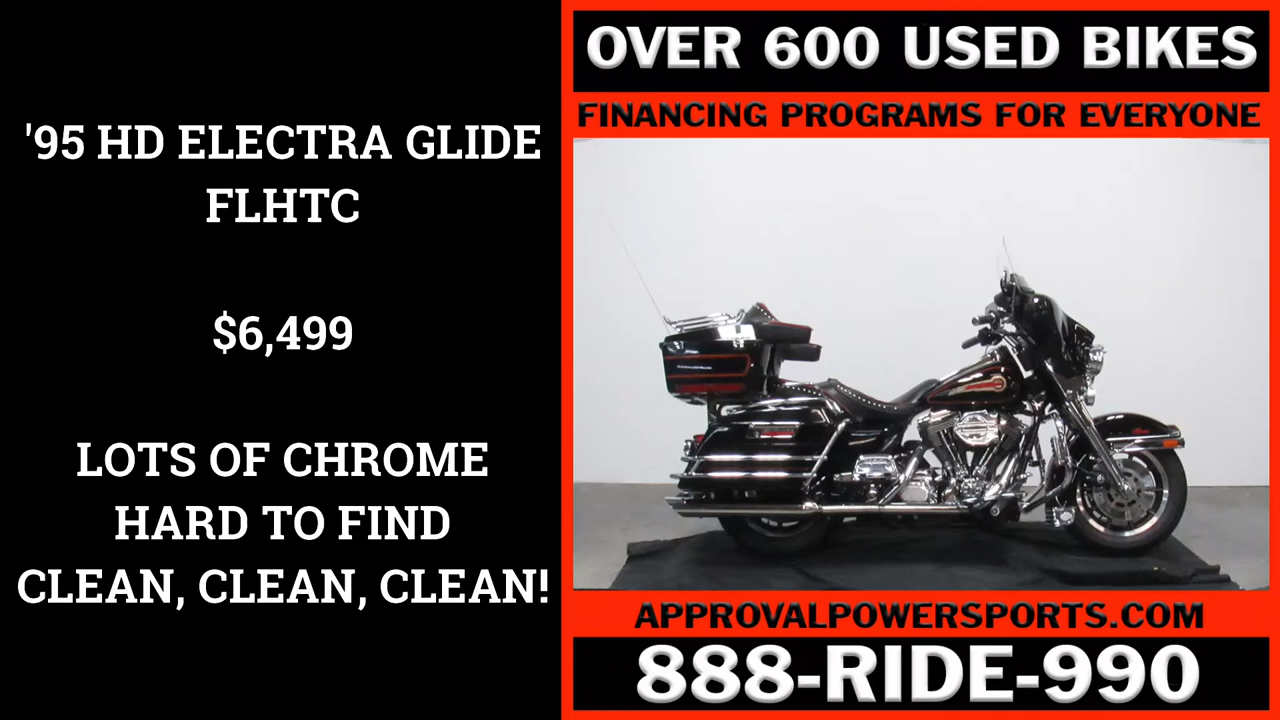 '95 HD ELECTRA GLIDE
FLHTC
$6,499
LOTS OF CHROME
HARD TO FIND
CLEAN, CLEAN, CLEAN!
OVER 600 USED BIKES
FINANCING PROGRAMS FOR EVERYONE
APPROVALPOWERSPORTS.COM
888-RIDE-990